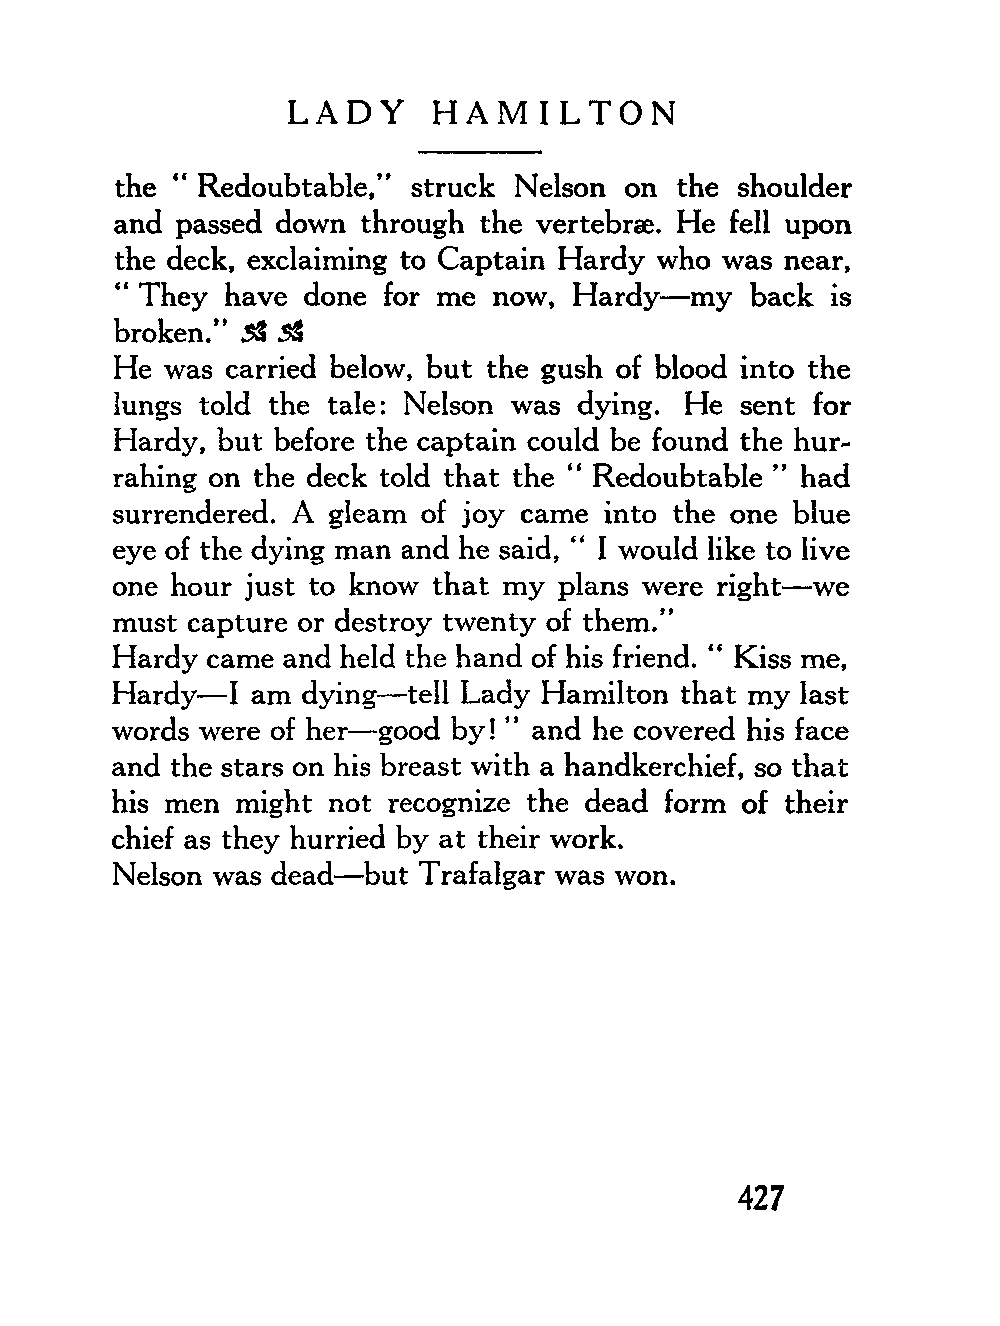 LADY HAMILTON
the “ Redoubtable,” struck Nelson on the shoulder
and passed down through the vertebræ. He fell upon
the deck, exclaiming to Captain Hardy who was near,
“ They have done for me now, Hardy—my back is
broken.”
He was carried below, but the gush of blood into the
lungs told the tale: Nelson was dying. He sent for
Hardy, but before the captain could be found the hur-
rahing on the deck told that the “ Redoubtable ” had
surrendered. A gleam of joy came into the one blue
eye of the dying man and he said, “ I would like to live
one hour just to know that my plans were right—we
must capture or destroy twenty of them.”
Hardy came and held the hand of his friend. “ Kiss me,
Hardy—I am dying—tell Lady Hamilton that my last
words were of her—good by! ” and he covered his face
and the stars on his breast with a handkerchief, so that
his men might not recognize the dead form of their
chief as they hurried by at their work.
Nelson was dead—but Trafalgar was won.
427